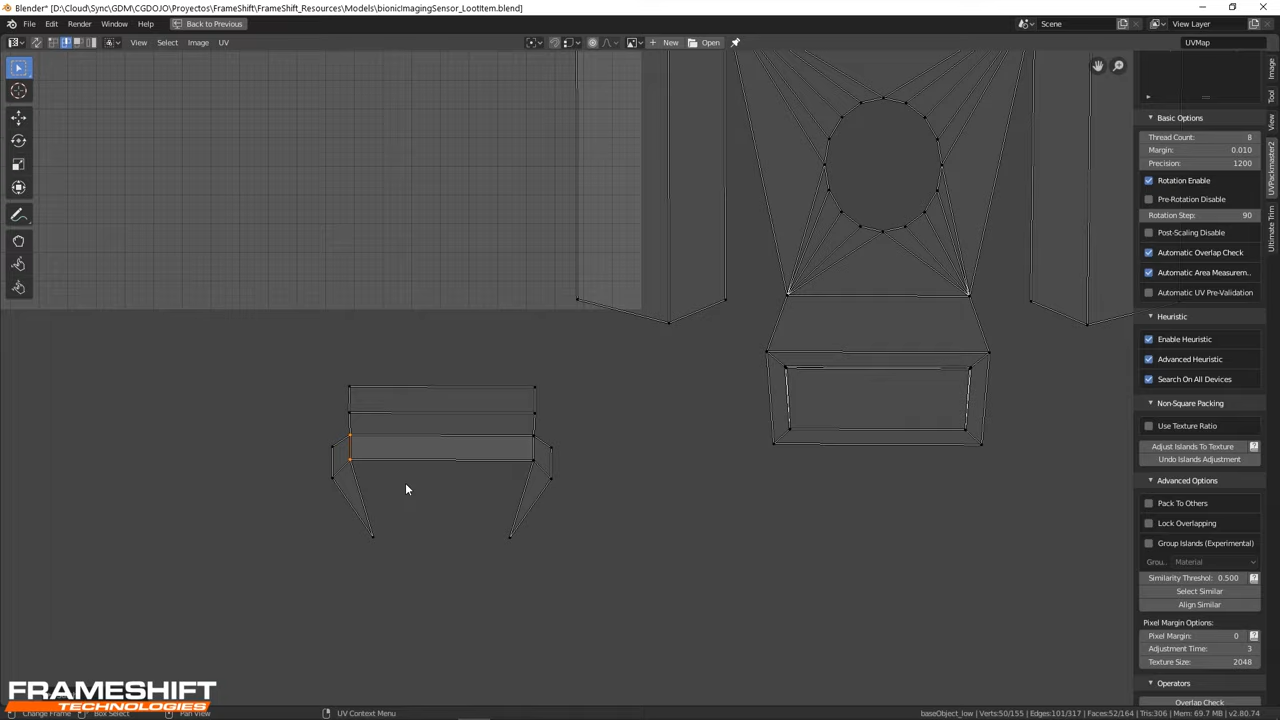 Blender* [D:\Cloud\Sync\GDM\CGDOJO\Proyectos\FrameShift\FrameShift_Resources\Models\bionicImagingSensor_LootItem.blend]
File Edit Render Window Help Back to Previous Scene View Layer
View Select Image UV New Open UVMap
Image
Tool
View
UVPackmaster2
Ultimate Trim
Basic Options
Thread Count: 8
Margin: 0.010
Precision: 1200
Rotation Enable
Pre-Rotation Disable
Rotation Step: 90
Post-Scaling Disable
Automatic Overlap Check
Automatic Area Measurem..
Automatic UV Pre-Validation
Heuristic
Enable Heuristic
Advanced Heuristic
Search On All Devices
Non-Square Packing
Use Texture Ratio
Adjust Islands To Texture ?
Undo Islands Adjustment
Advanced Options
Pack To Others
Lock Overlapping
Group Islands (Experimental)
Grou.. Material
Similarity Threshol: 0.500 ?
Select Similar
Align Similar
Pixel Margin Options:
Pixel Margin: 0 ?
Adjustment Time: 3
Texture Size: 2048
Operators
Overlap Check
FRAMESHIFT
TECHNOLOGIES
Change Frame Box Select Pan View UV Context Menu baseObject_low | Verts:50/155 | Edges:101/317 | Faces:52/164 | Tris:306 | Mem: 69.7 MB | v2.80.74